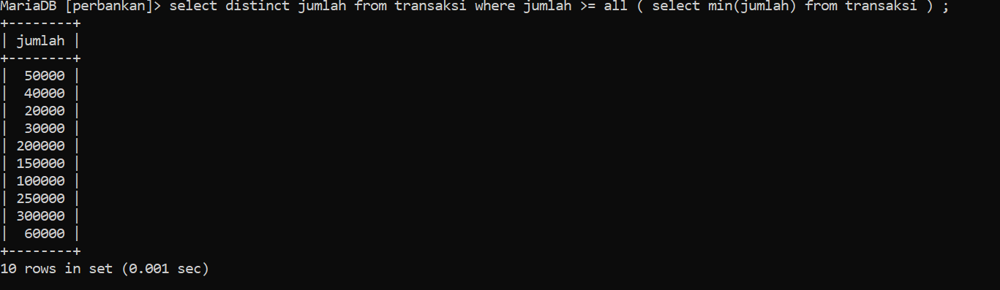 MariaDB [perbankan]> select distinct jumlah from transaksi where jumlah >= all ( select min(jumlah) from transaksi ) ;
+--------+
| jumlah |
+--------+
|  50000 |
|  40000 |
|  20000 |
|  30000 |
| 200000 |
| 150000 |
| 100000 |
| 250000 |
| 300000 |
|  60000 |
+--------+
10 rows in set (0.001 sec)